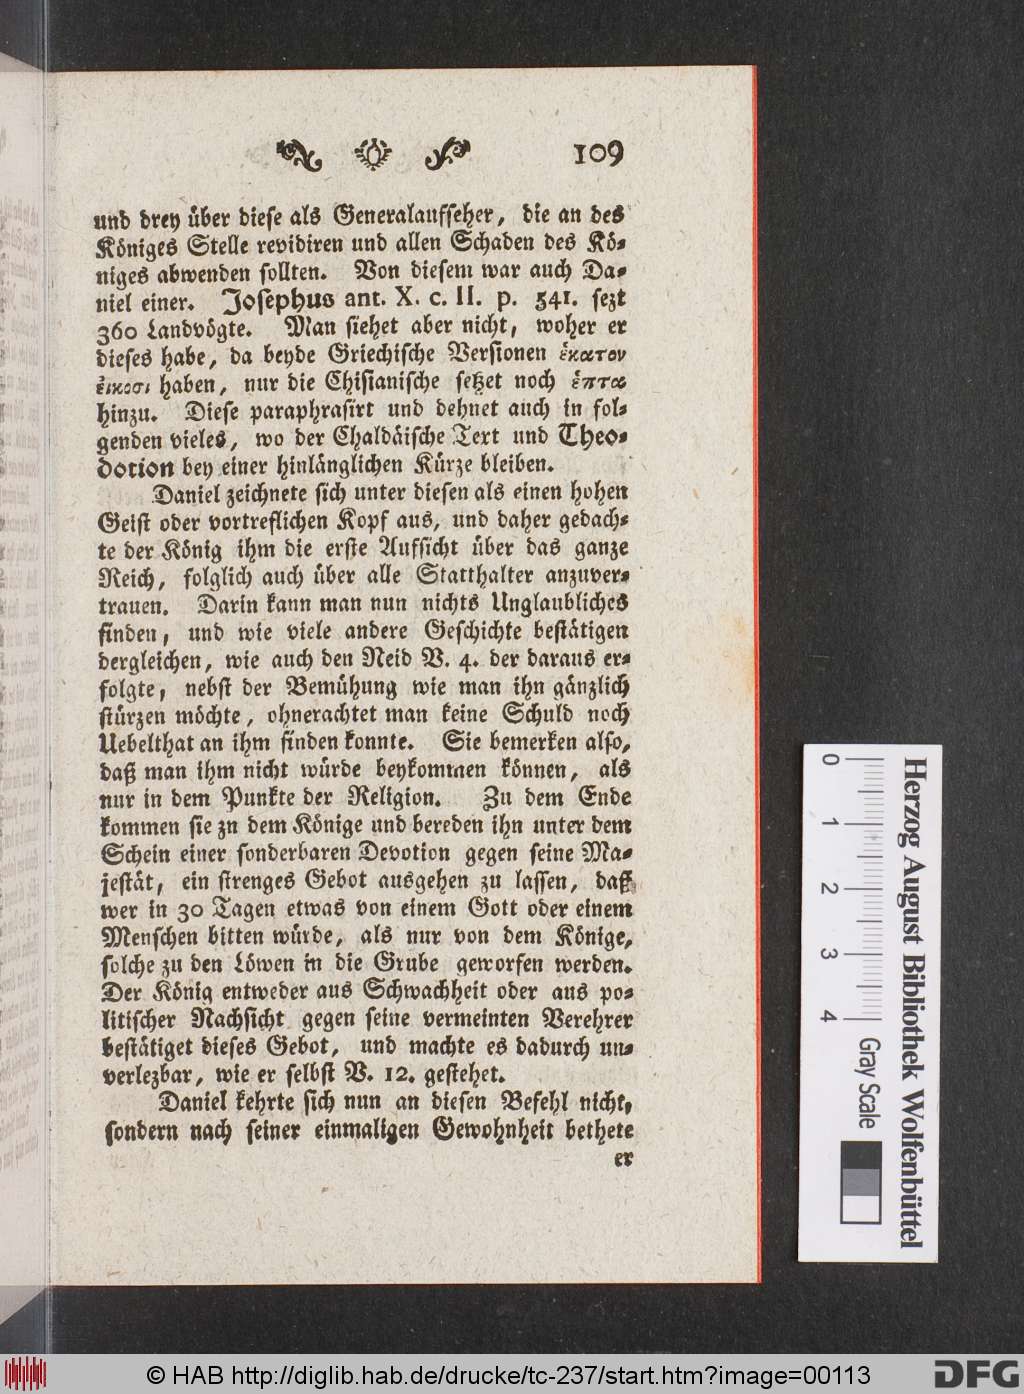 109
und drey über diese als Generalaufseher, die an des
Königes Stelle revidiren und allen Schaden des Kö-
niges abwenden sollten. Von diesem war auch Da-
niel einer. Josephus ant. X. c. II. p. 541. sezt
360 Landvögte. Man siehet aber nicht, woher er
dieses habe, da beyde Griechische Versionen ἑκατον
ἐικοσι haben, nur die Chisianische setzet noch ἑπτα
hinzu. Diese paraphrasirt und dehnet auch in fol-
genden vieles, wo der Chaldäische Text und Theo-
dotion bey einer hinlänglichen Kürze bleiben.
Daniel zeichnete sich unter diesen als einen hohen
Geist oder vortreflichen Kopf aus, und daher gedach-
te der König ihm die erste Aufsicht über das ganze
Reich, folglich auch über alle Statthalter anzuver-
trauen. Darin kann man nun nichts Unglaubliches
finden, und wie viele andere Geschichte bestätigen
dergleichen, wie auch den Neid V. 4. der daraus er-
folgte, nebst der Bemühung wie man ihn gänzlich
stürzen möchte, ohnerachtet man keine Schuld noch
Uebelthat an ihm finden konnte. Sie bemerken also,
daß man ihm nicht würde beykommen können, als
nur in dem Punkte der Religion. Zu dem Ende
kommen sie zu dem Könige und bereden ihn unter dem
Schein einer sonderbaren Devotion gegen seine Ma-
jestät, ein strenges Gebot ausgehen zu lassen, daß
wer in 30 Tagen etwas von einem Gott oder einem
Menschen bitten würde, als nur von dem Könige,
solche zu den Löwen in die Grube geworfen werden.
Der König entweder aus Schwachheit oder aus po-
litischer Nachsicht gegen seine vermeinten Verehrer
bestätiget dieses Gebot, und machte es dadurch un-
verlezbar, wie er selbst V. 12. gestehet.
Daniel kehrte sich nun an diesen Befehl nicht,
sondern nach seiner einmaligen Gewohnheit bethete
er
Herzog August Bibliothek Wolfenbüttel
0 1 2 3 4 Gray Scale
© HAB http://diglib.hab.de/drucke/tc-237/start.htm?image=00113
DFG